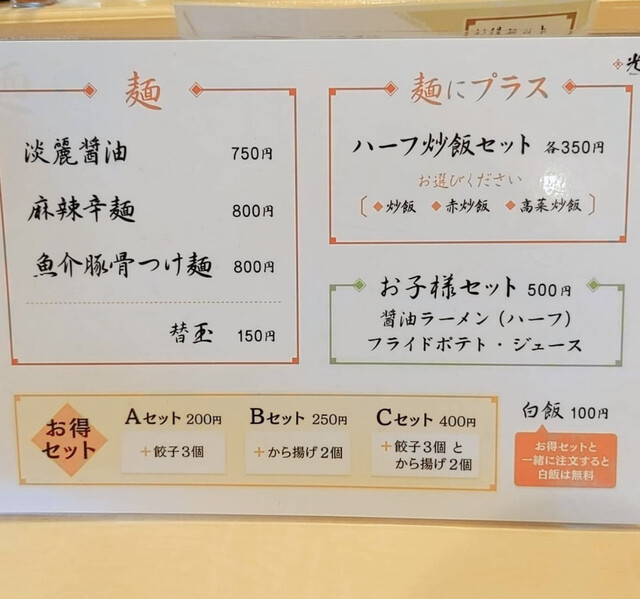 光
麺
淡麗醤油 750円
麻辣辛麺 800円
魚介豚骨つけ麺 800円
替玉 150円
麺にプラス
ハーフ炒飯セット 各350円
お選びください
〔◆炒飯 ◆赤炒飯 ◆高菜炒飯〕
お子様セット 500円
醤油ラーメン（ハーフ）
フライドポテト・ジュース
お得
セット
Aセット 200円
＋餃子3個
Bセット 250円
＋から揚げ2個
Cセット 400円
＋餃子3個 と
から揚げ2個
白飯 100円
お得セットと
一緒に注文すると
白飯は無料